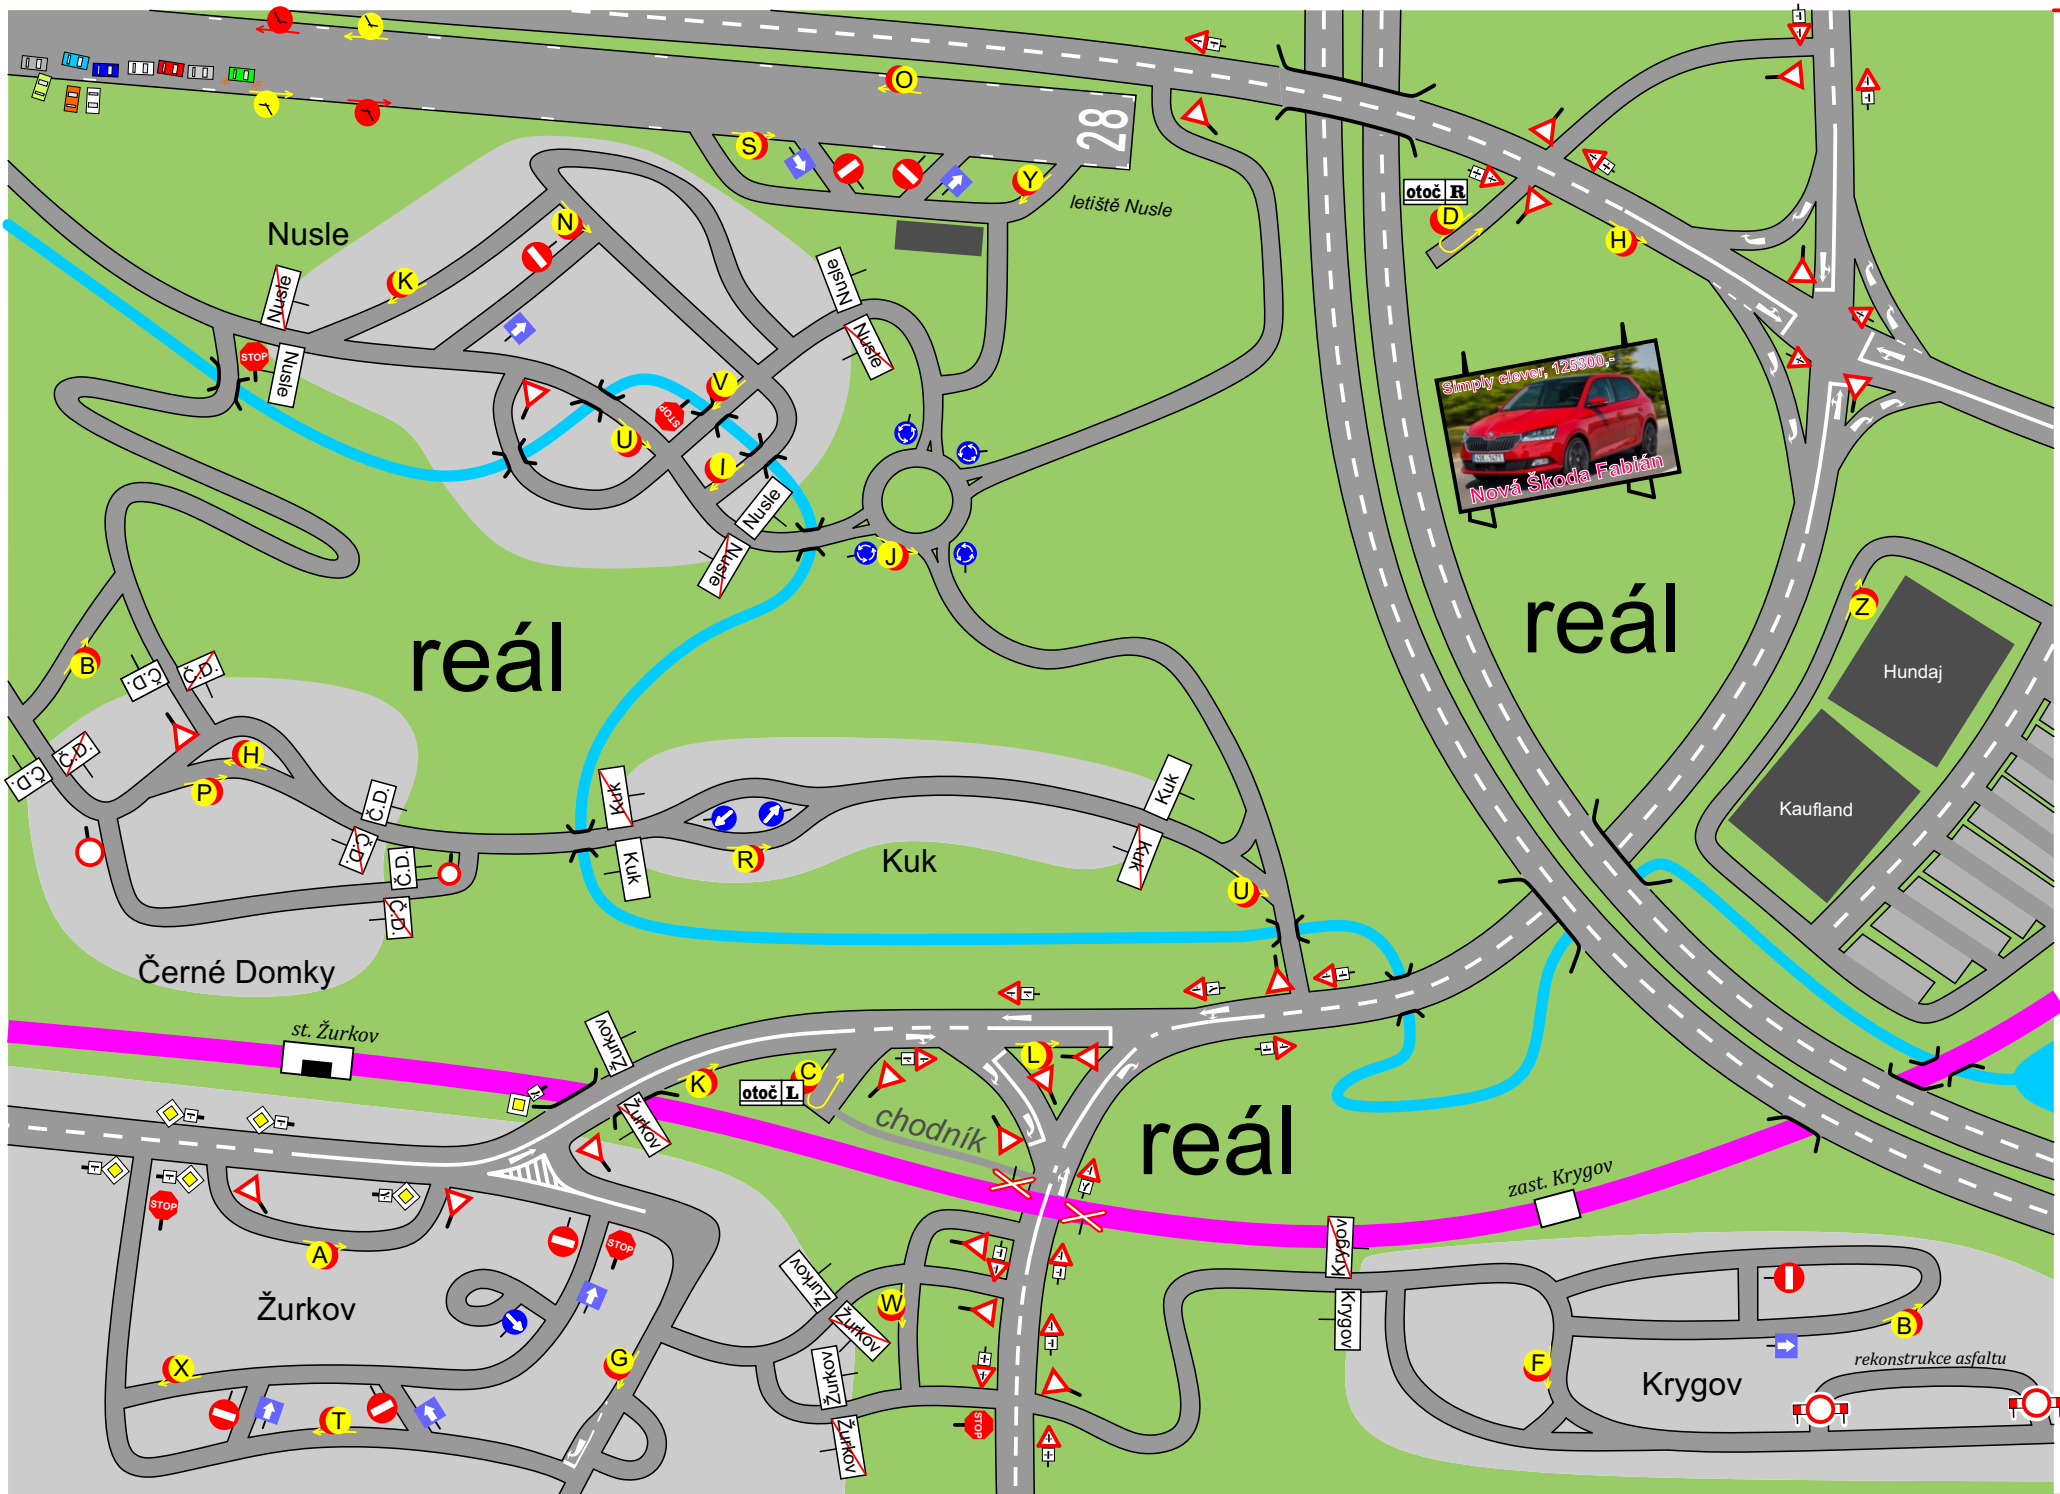 O
28
S
Y
letiště Nusle
otoč R
D
H
Nusle
N
K
Nusle
Nusle
Nusle
Nusle
STOP
V
STOP
U
I
Nusle
Nusle
J
Simply clever, 125300,-
Nová Škoda Fabián
reál
reál
Z
Hundaj
Kaufland
B
Č.D.
Č.D.
Č.D.
Č.D.
H
P
Č.D.
Č.D.
Č.D.
Č.D.
Černé Domky
Kuk
Kuk
R
Kuk
Kuk
Kuk
U
st. Žurkov
Žurkov
Žurkov
K
otoč L
C
L
chodník
reál
zast. Krygov
STOP
A
STOP
Žurkov
X
T
G
Žurkov
Žurkov
Žurkov
Žurkov
W
STOP
Krygov
Krygov
F
B
Krygov
rekonstrukce asfaltu